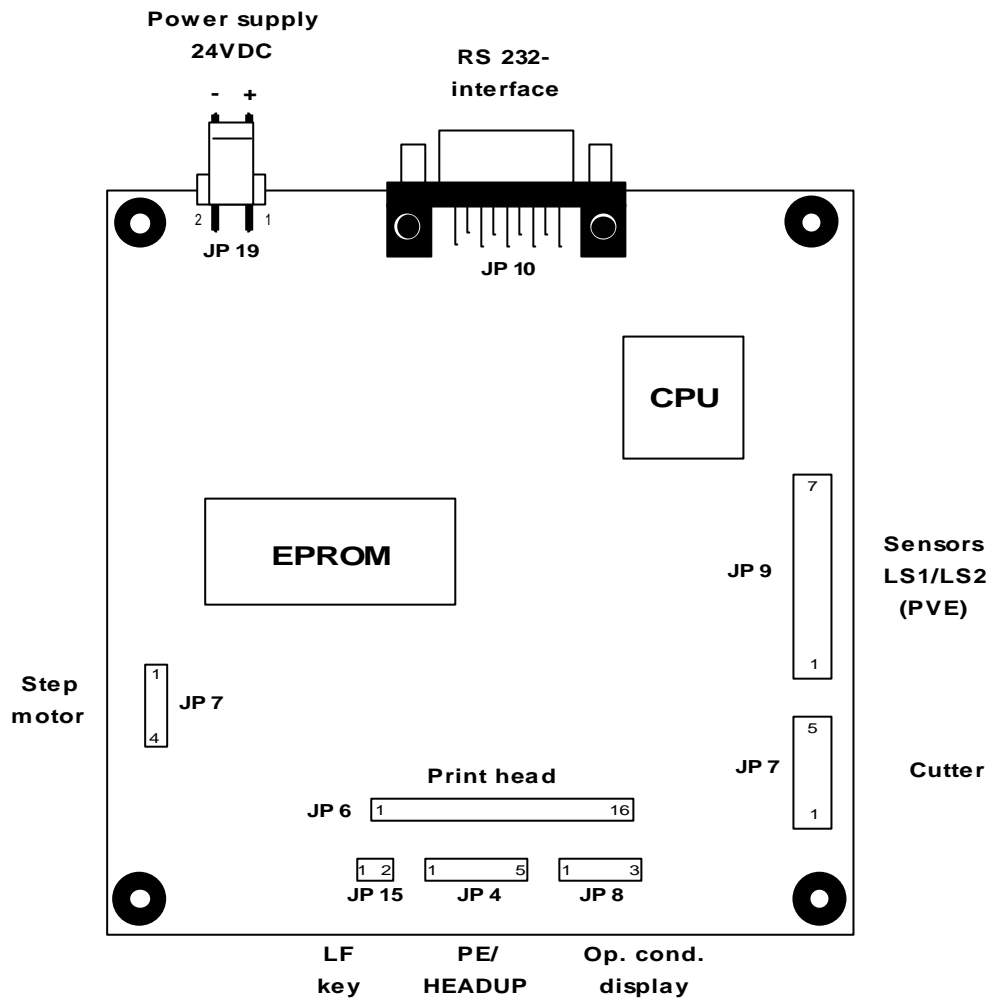 Power supply
24VDC
- +
RS 232-
interface
2 1
JP 19
JP 10
CPU
EPROM
7
JP 9
1
Sensors
LS1/LS2
(PVE)
Step
motor
1
JP 7
4
5
JP 7
1
Cutter
Print head
JP 6
1 16
1 2
1 5
1 3
JP 15
JP 4
JP 8
LF
key
PE/
HEADUP
Op. cond.
display